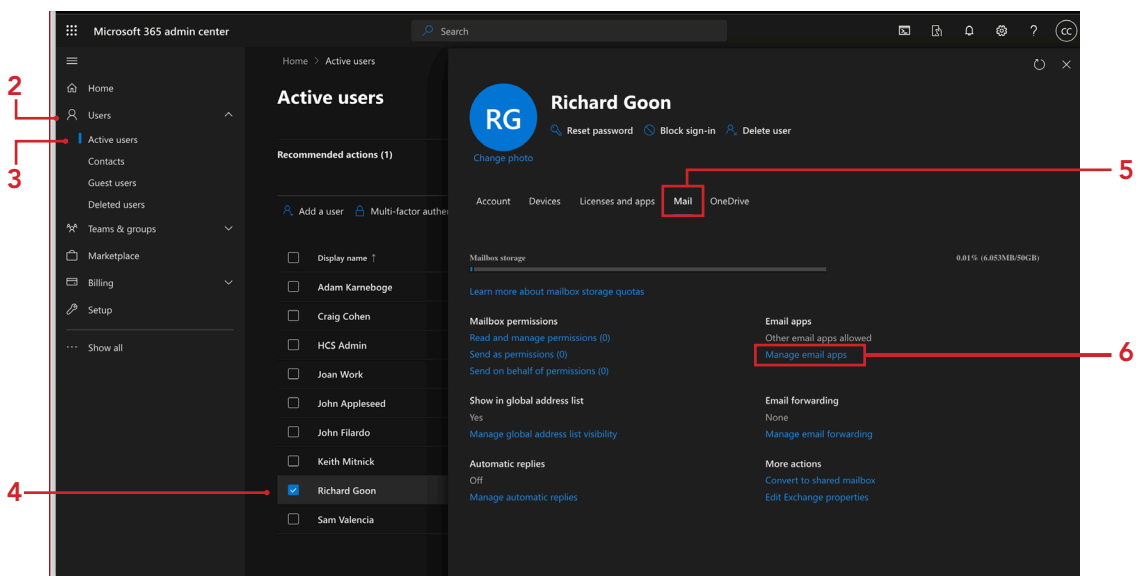 Microsoft 365 admin center
Search
CC
Home
Users
Active users
Contacts
Guest users
Deleted users
Teams & groups
Marketplace
Billing
Setup
Show all
Home > Active users
Active users
Recommended actions (1)
Add a user
Multi-factor authe
Display name ↑
Adam Karneboge
Craig Cohen
HCS Admin
Joan Work
John Appleseed
John Filardo
Keith Mitnick
Richard Goon
Sam Valencia
RG
Change photo
Richard Goon
Reset password
Block sign-in
Delete user
Account
Devices
Licenses and apps
Mail
OneDrive
Mailbox storage
0.01% (6.053MB/50GB)
Learn more about mailbox storage quotas
Mailbox permissions
Read and manage permissions (0)
Send as permissions (0)
Send on behalf of permissions (0)
Email apps
Other email apps allowed
Manage email apps
Show in global address list
Yes
Manage global address list visibility
Email forwarding
None
Manage email forwarding
Automatic replies
Off
Manage automatic replies
More actions
Convert to shared mailbox
Edit Exchange properties
2
3
4
5
6